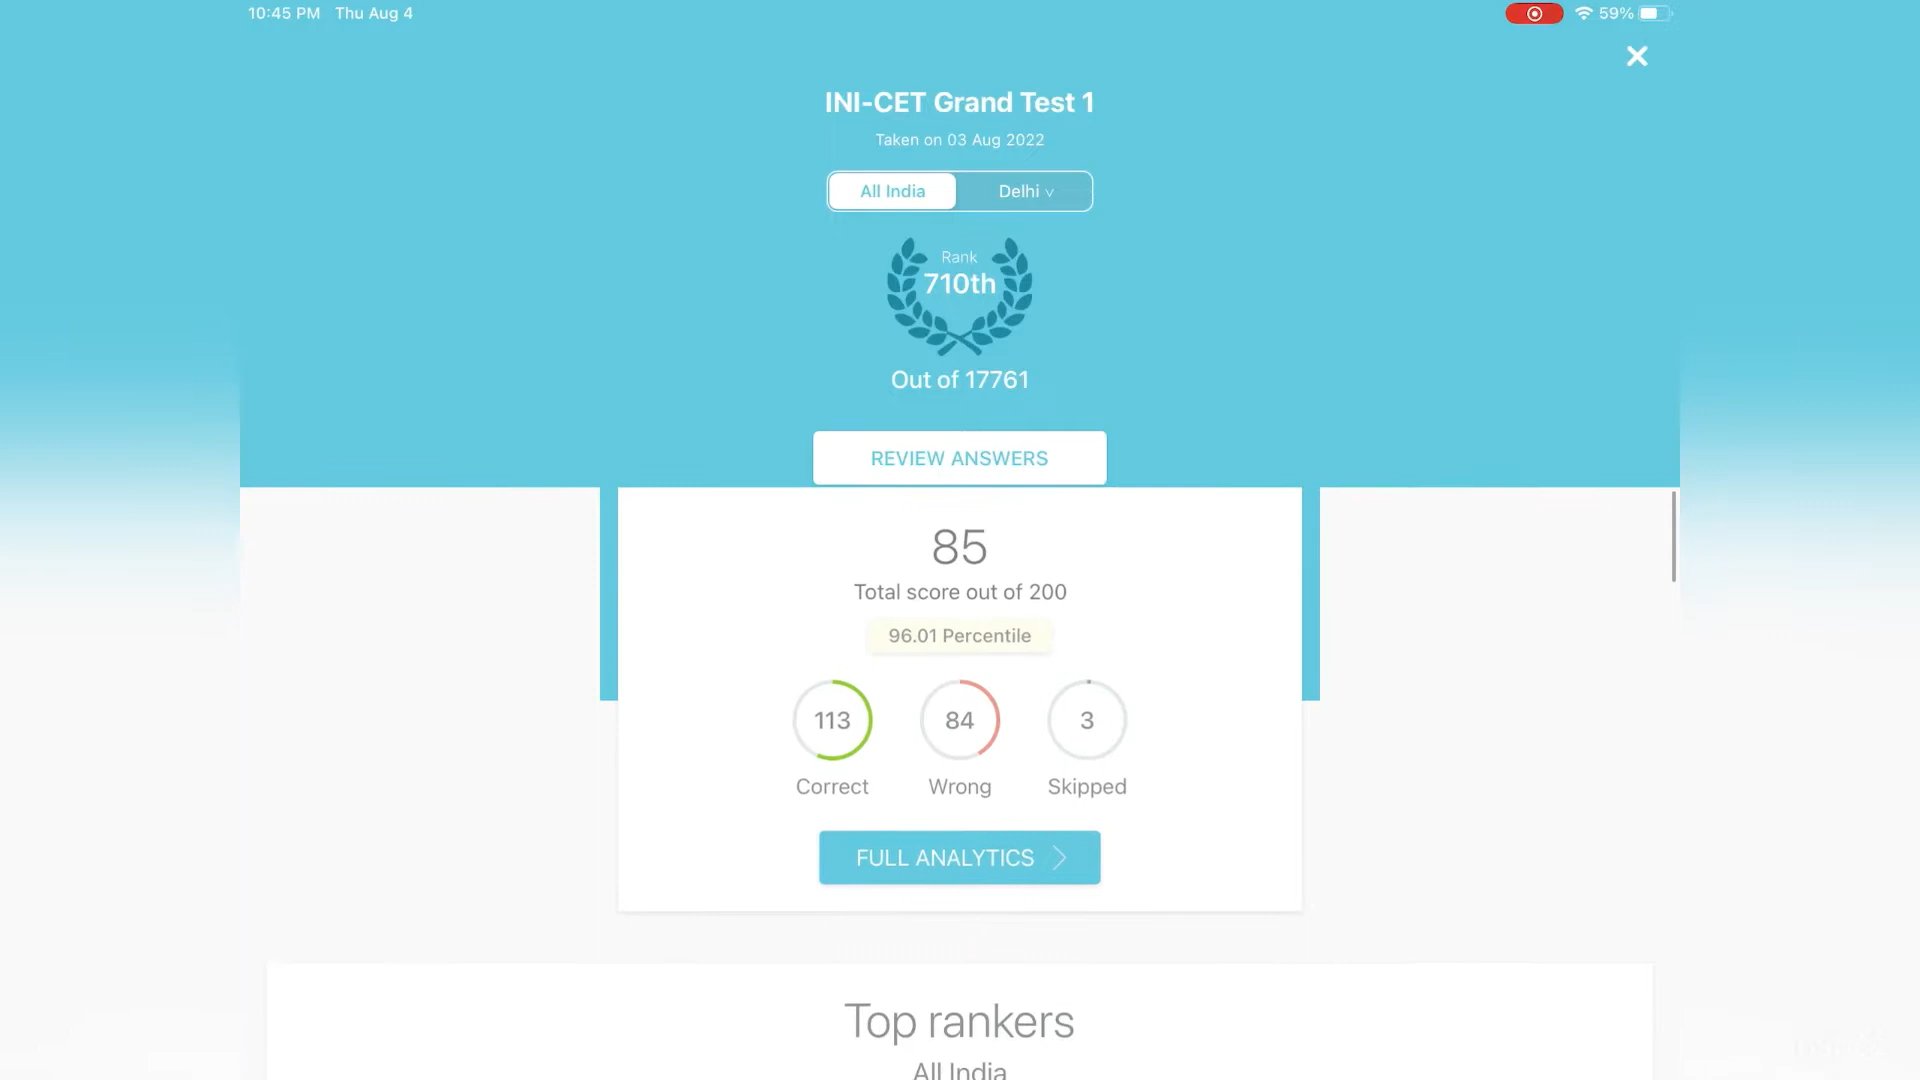 10:45 PM Thu Aug 4
59%
INI-CET Grand Test 1
Taken on 03 Aug 2022
All India
Delhi
Rank
710th
Out of 17761
REVIEW ANSWERS
85
Total score out of 200
96.01 Percentile
113
84
3
Correct
Wrong
Skipped
FULL ANALYTICS
Top rankers
All India